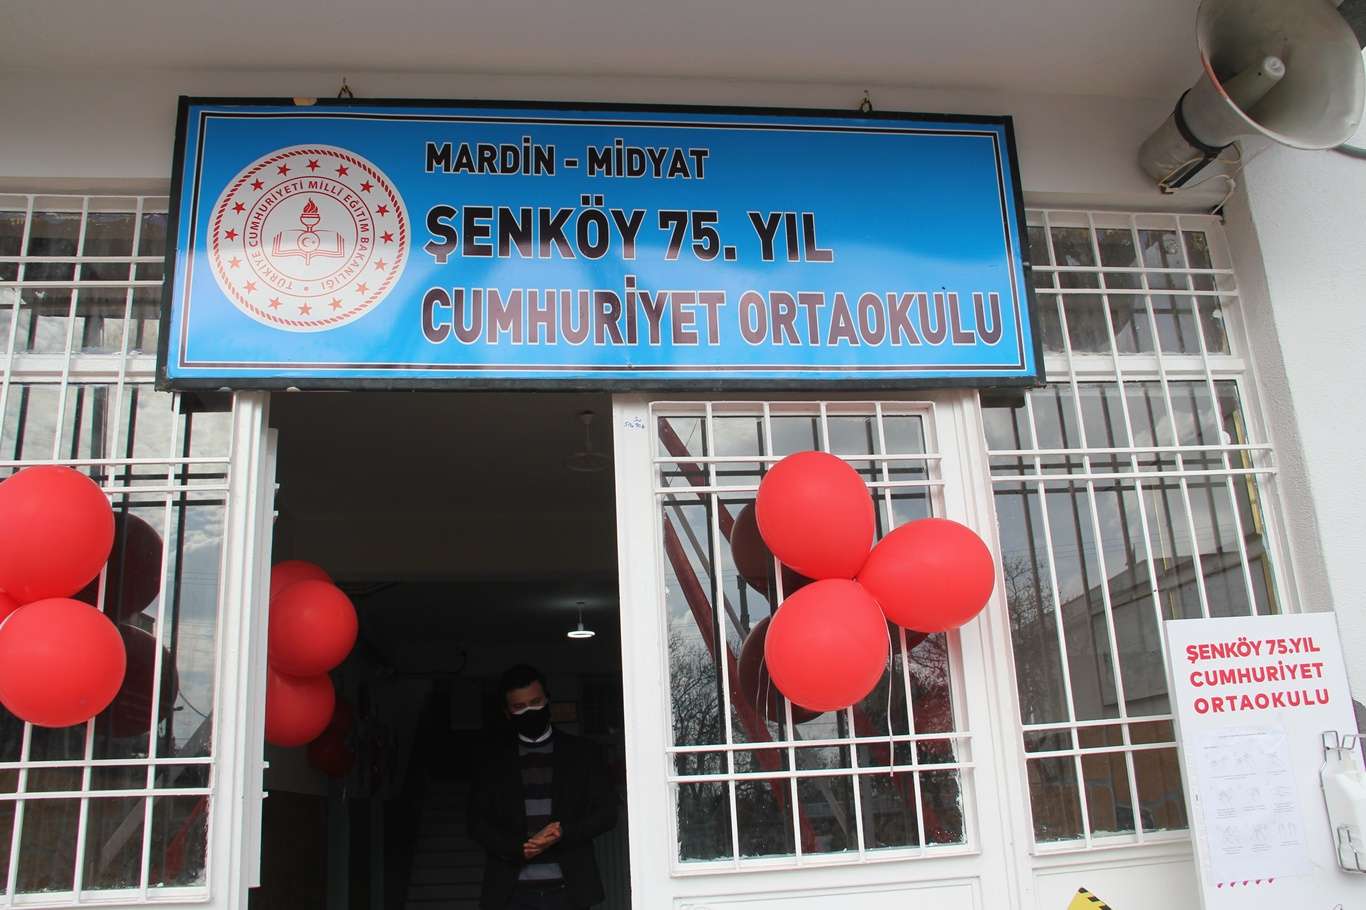 MARDİN - MİDYAT
ŞENKÖY 75. YIL
CUMHURİYET ORTAOKULU
TÜRKİYE CUMHURİYETİ MİLLİ EĞİTİM BAKANLIĞI
ŞENKÖY 75.YIL
CUMHURİYET
ORTAOKULU